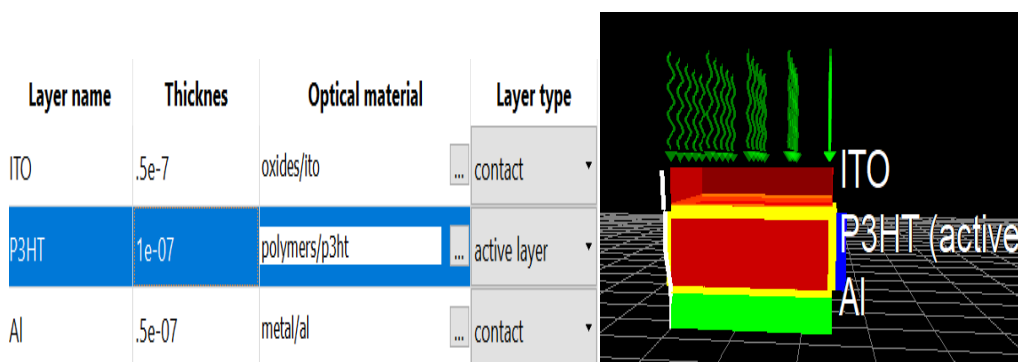 Layer name Thicknes Optical material Layer type
ITO .5e-7 oxides/ito ... contact
P3HT 1e-07 polymers/p3ht ... active layer
Al .5e-07 metal/al ... contact
ITO
P3HT (active
Al